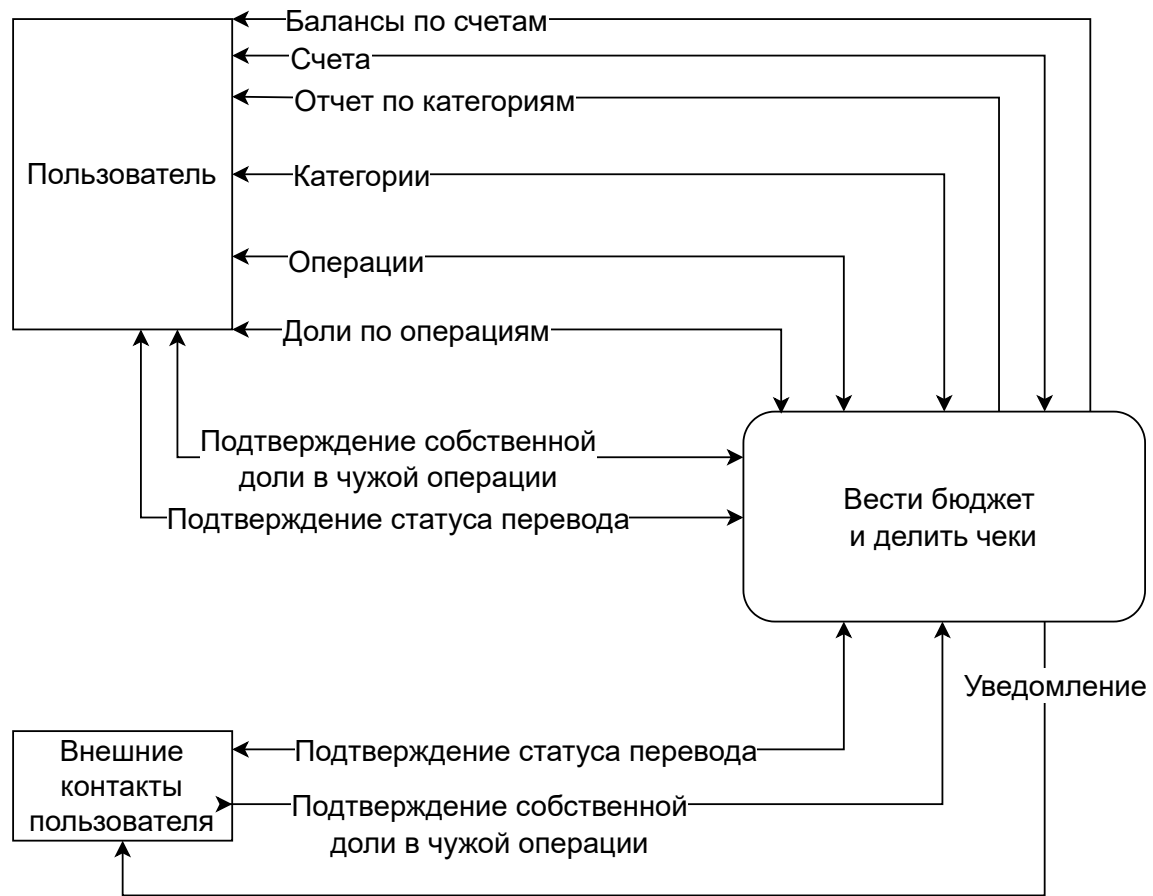 Балансы по счетам
Счета
Отчет по категориям
Пользователь
Категории
Операции
Доли по операциям
Подтверждение собственной
доли в чужой операции
Подтверждение статуса перевода
Вести бюджет
и делить чеки
Уведомление
Внешние
контакты
пользователя
Подтверждение статуса перевода
Подтверждение собственной
доли в чужой операции